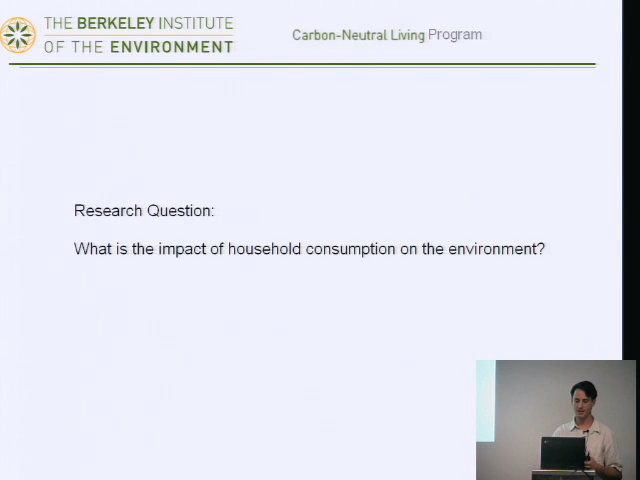 THE BERKELEY INSTITUTE
OF THE ENVIRONMENT
Carbon-Neutral Living Program
Research Question:
What is the impact of household consumption on the environment?